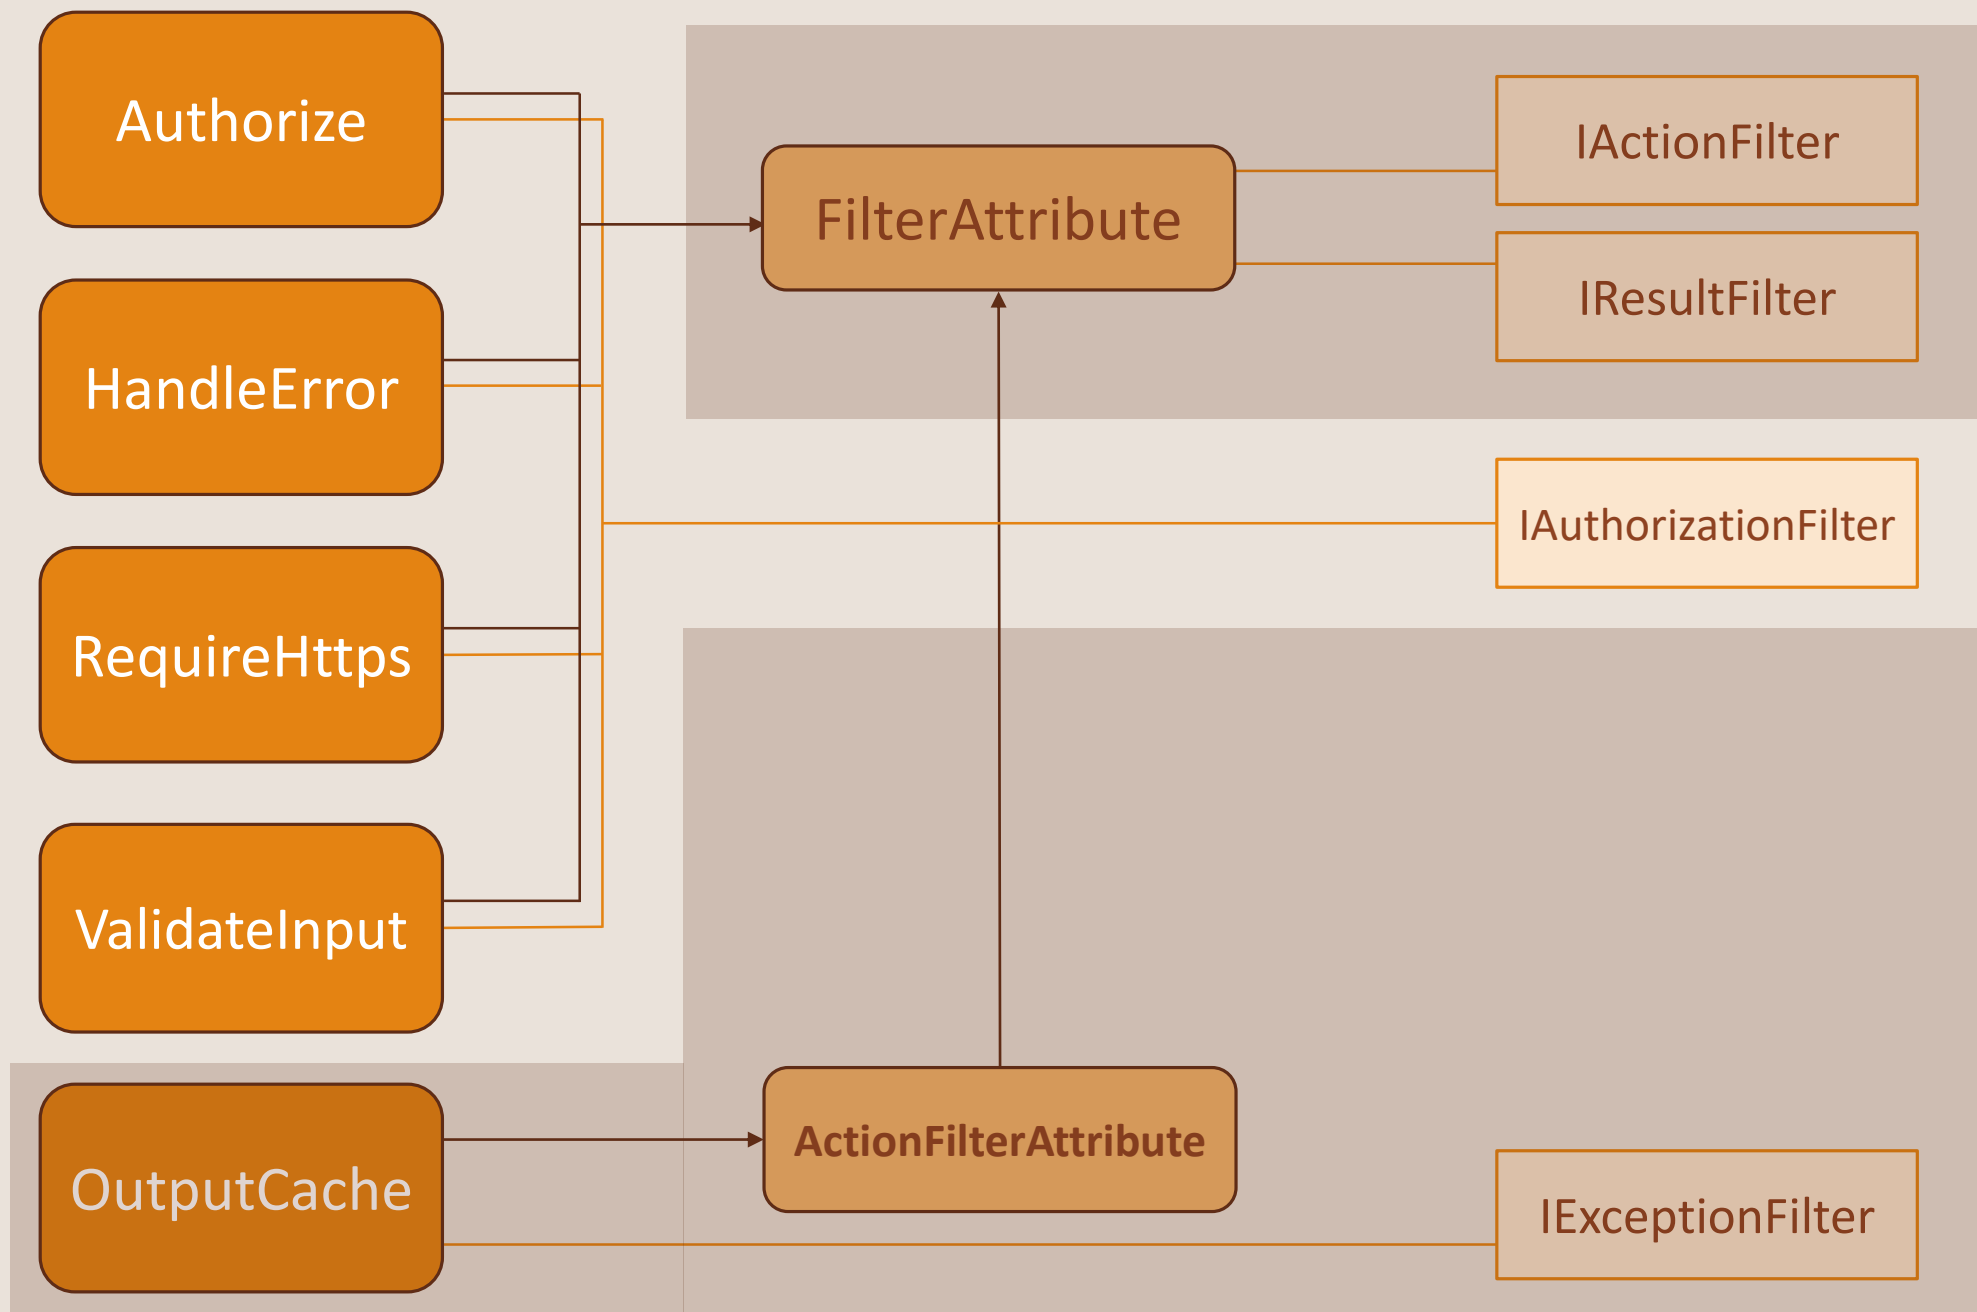 Authorize
HandleError
RequireHttps
ValidateInput
OutputCache
FilterAttribute
ActionFilterAttribute
IActionFilter
IResultFilter
IAuthorizationFilter
IExceptionFilter